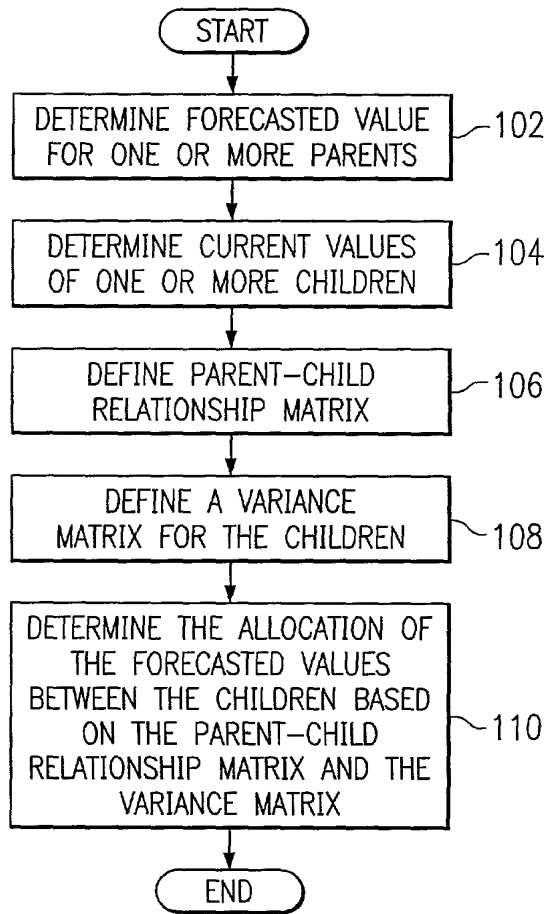 START
DETERMINE FORECASTED VALUE
FOR ONE OR MORE PARENTS
102
DETERMINE CURRENT VALUES
OF ONE OR MORE CHILDREN
104
DEFINE PARENT-CHILD
RELATIONSHIP MATRIX
106
DEFINE A VARIANCE
MATRIX FOR THE CHILDREN
108
DETERMINE THE ALLOCATION OF
THE FORECASTED VALUES
BETWEEN THE CHILDREN BASED
ON THE PARENT-CHILD
RELATIONSHIP MATRIX AND THE
VARIANCE MATRIX
110
END